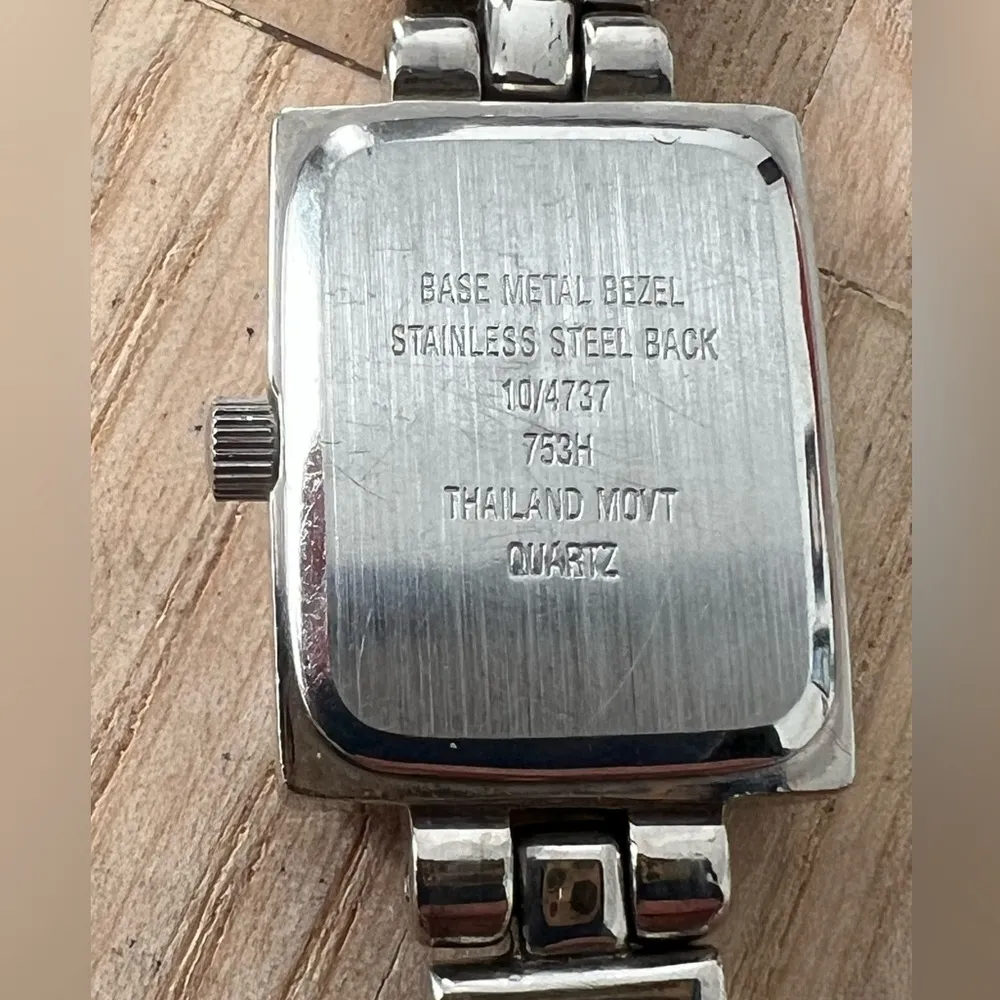 BASE METAL BEZEL
STAINLESS STEEL BACK
10/4737
753H
THAILAND MOVT
QUARTZ